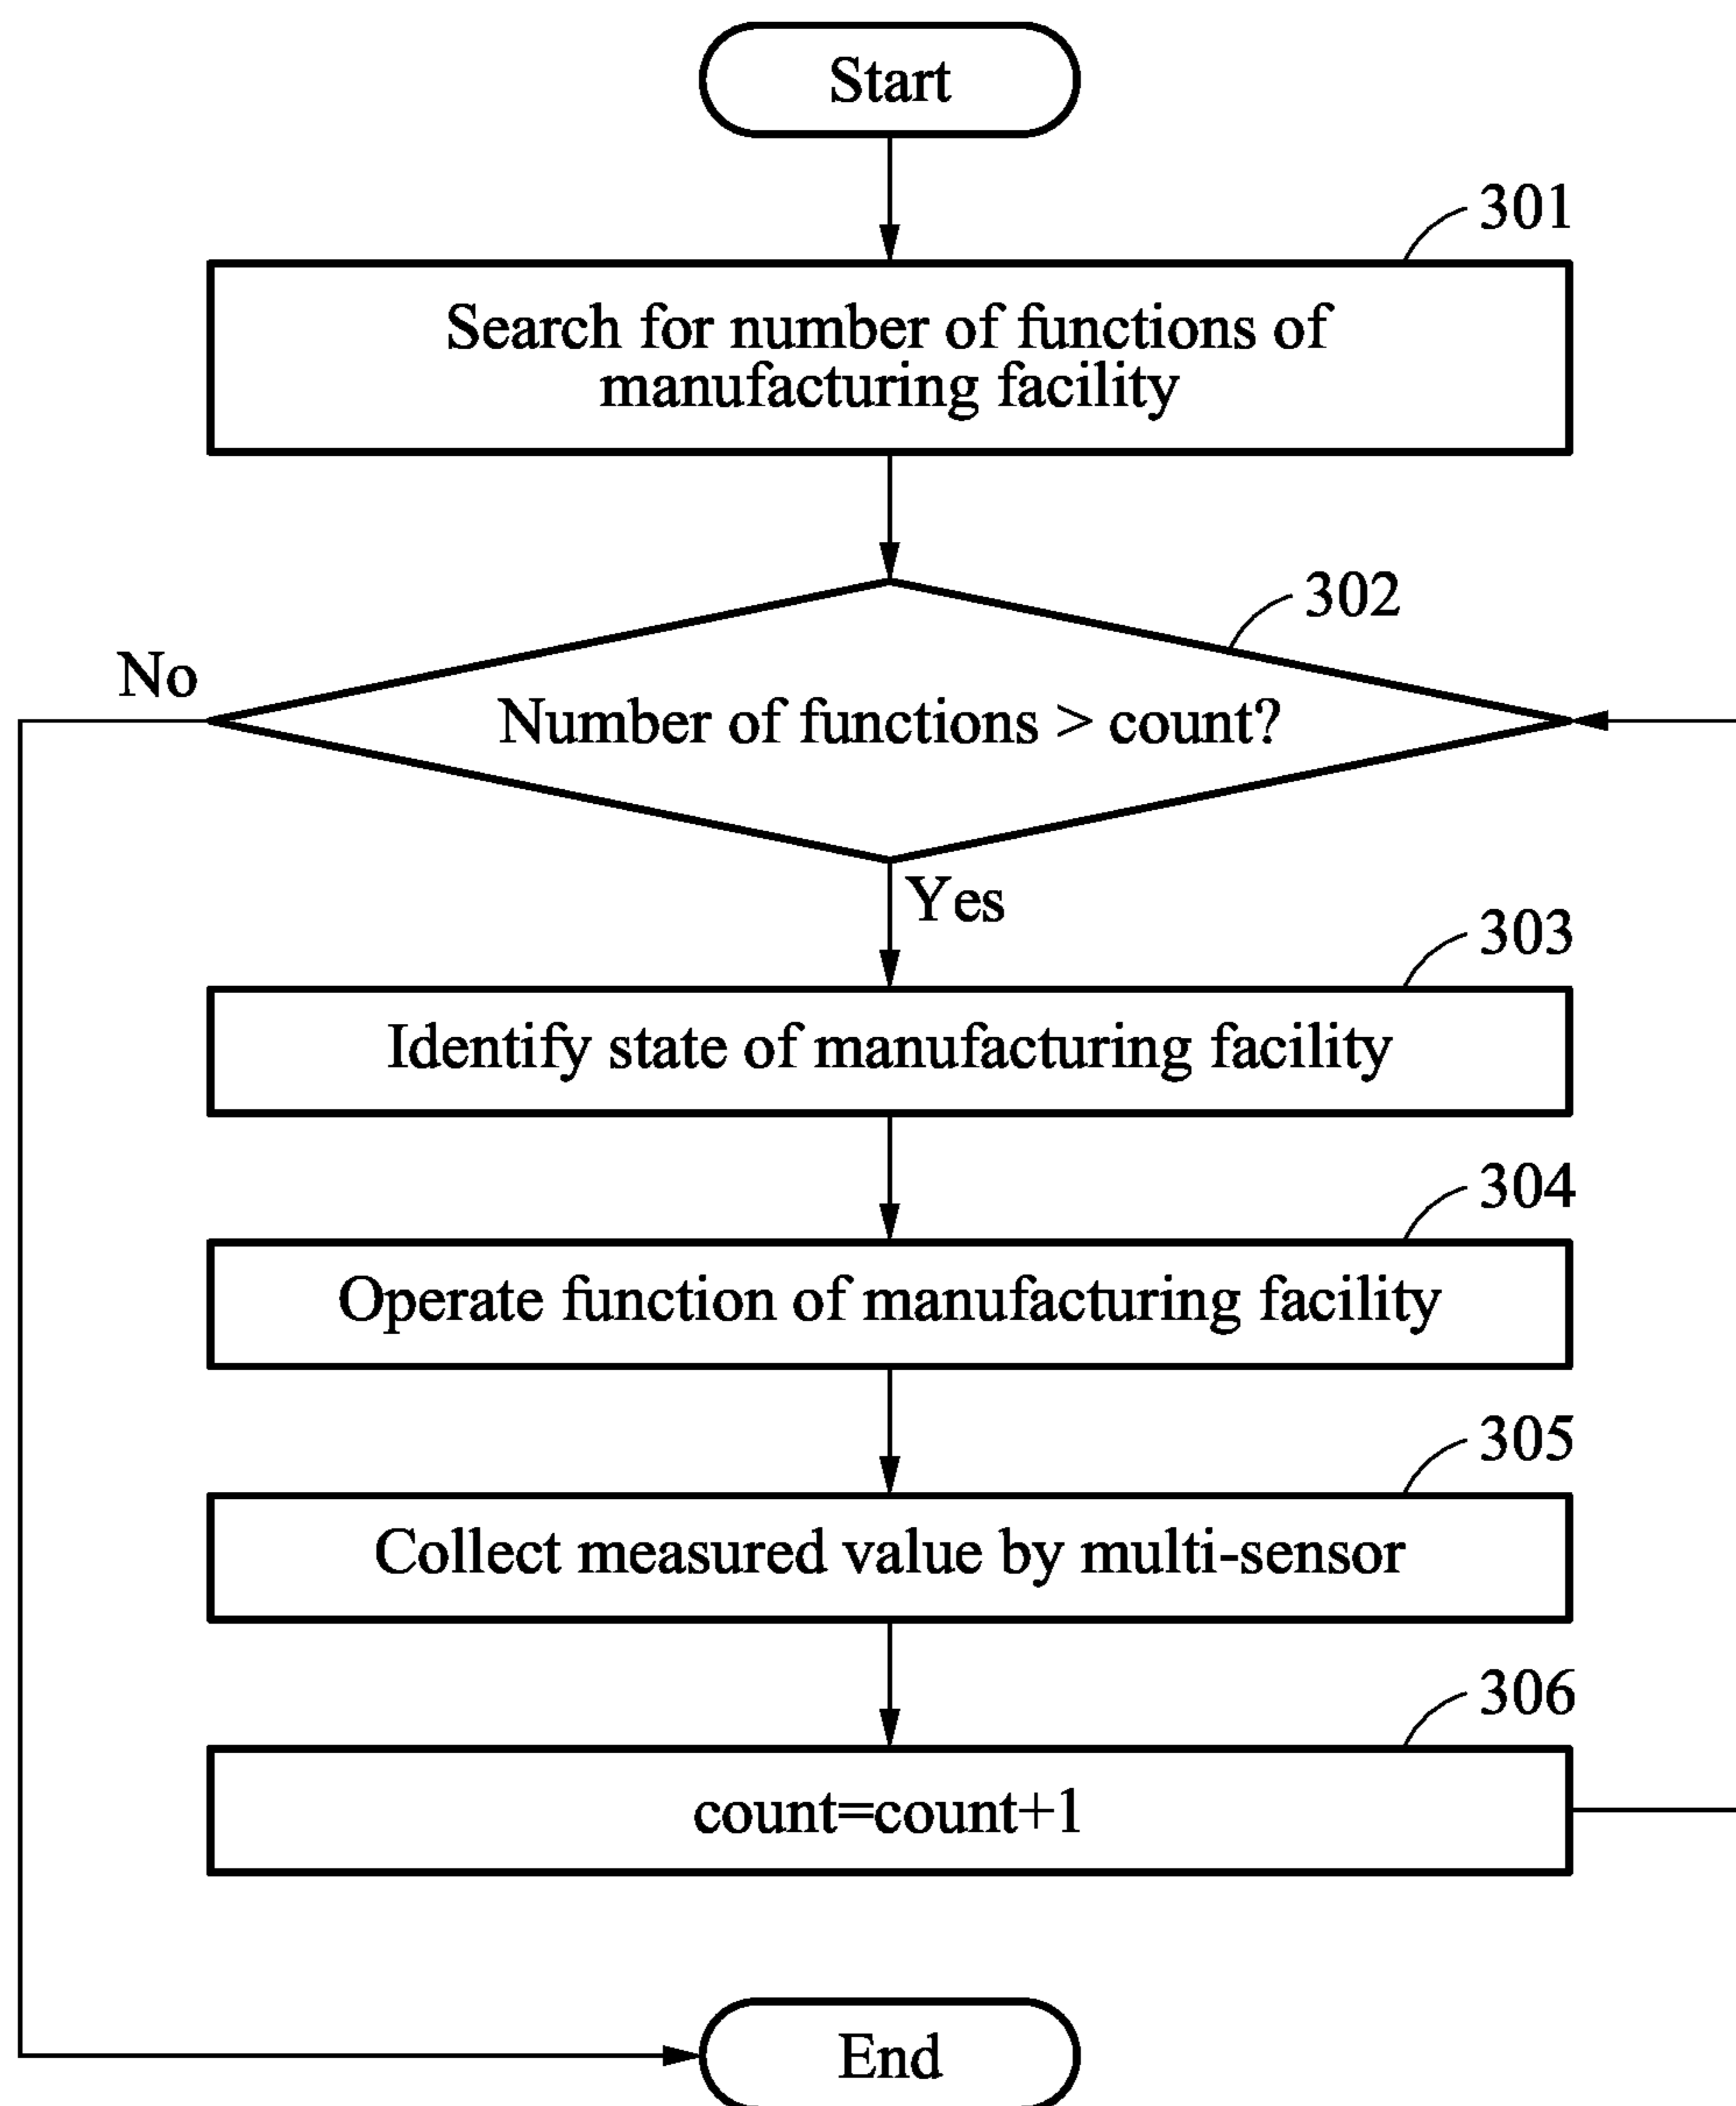 Start
301
Search for number of functions of
manufacturing facility
302
No
Number of functions > count?
Yes
303
Identify state of manufacturing facility
304
Operate function of manufacturing facility
305
Collect measured value by multi-sensor
306
count=count+1
End